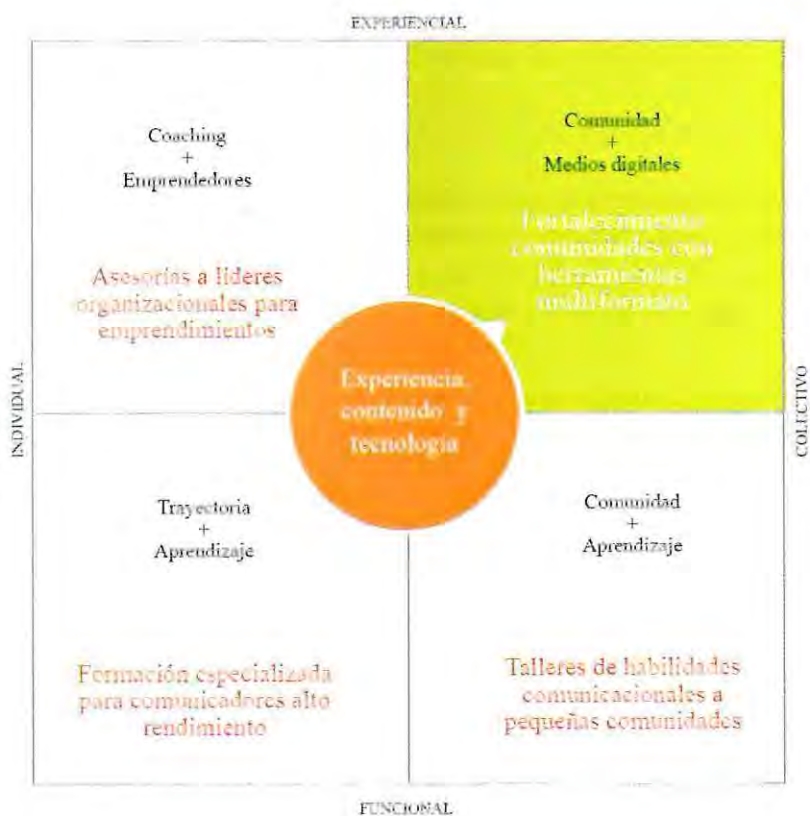 EXPERIENCIAL
Coaching
+
Emprendedores
Asesorías a líderes
organizacionales para
emprendimientos
Comunidad
+
Medios digitales
Fortalecimiento
comunidades con
herramientas
multiformato
INDIVIDUAL
Experiencia,
contenido y
tecnología
COLECTIVO
Trayectoria
+
Aprendizaje
Formación especializada
para comunicadores alto
rendimiento
Comunidad
+
Aprendizaje
Talleres de habilidades
comunicacionales a
pequeñas comunidades
FUNCIONAL